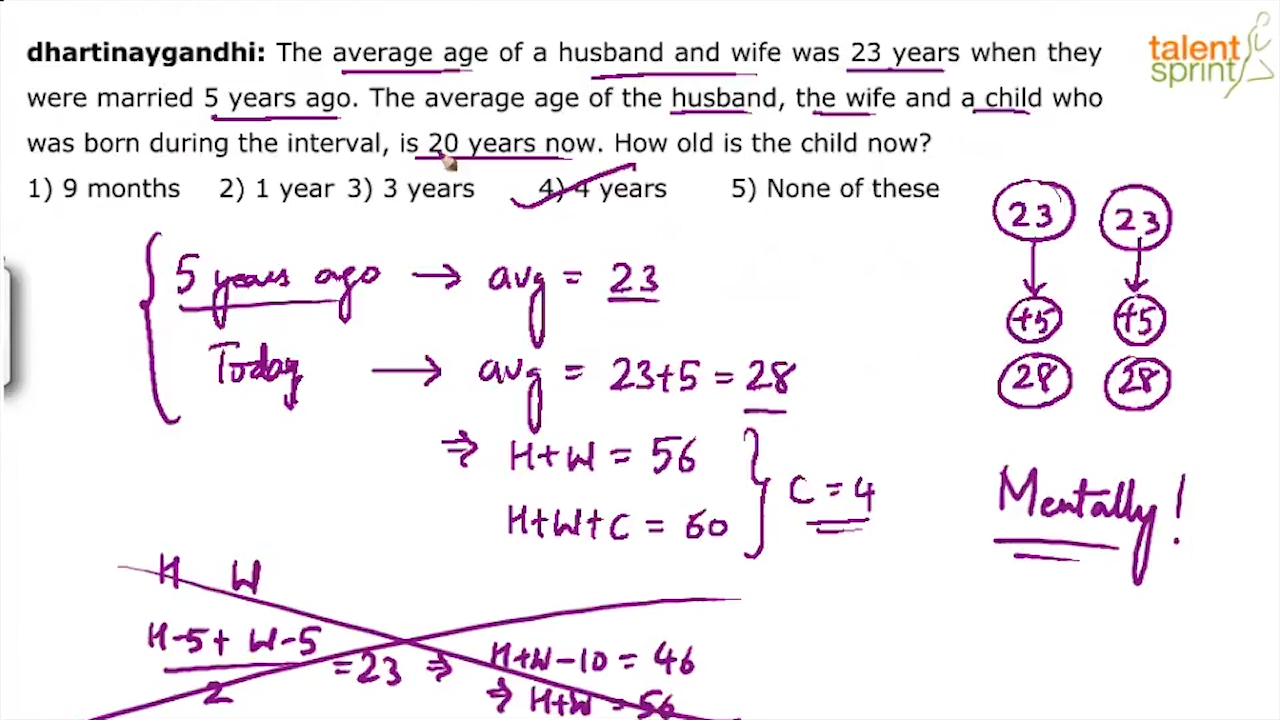 dhartinaygandhi: The average age of a husband and wife was 23 years when they
were married 5 years ago. The average age of the husband, the wife and a child who
was born during the interval, is 20 years now. How old is the child now?
1) 9 months 2) 1 year 3) 3 years 4) 4 years 5) None of these
talent
sprint
5 years ago → avg = 23
Today → avg = 23+5 = 28
⇒ H+W = 56
H+W+C = 60
C = 4
23 23
+5 +5
28 28
Mentally!
H W
H-5+ W-5
2
=23 ⇒ H+W-10 = 46
⇒ H+W = 56